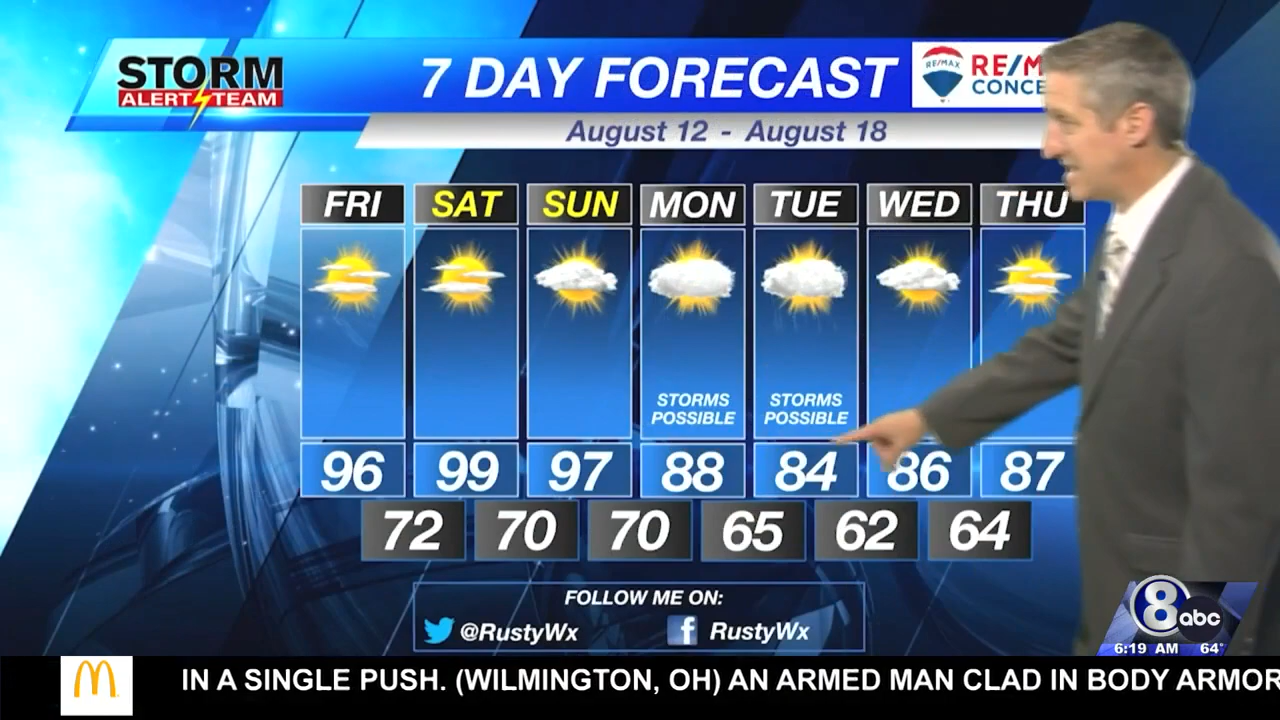 STORM
ALERT TEAM
7 DAY FORECAST
RE/MAX
RE/M
CONCE
August 12 - August 18
FRI SAT SUN MON TUE WED THU
STORMS POSSIBLE
STORMS POSSIBLE
96 99 97 88 84 86 87
72 70 70 65 62 64
FOLLOW ME ON:
@RustyWx f RustyWx
8 abc
6:19 AM 64°
M IN A SINGLE PUSH. (WILMINGTON, OH) AN ARMED MAN CLAD IN BODY ARMOR